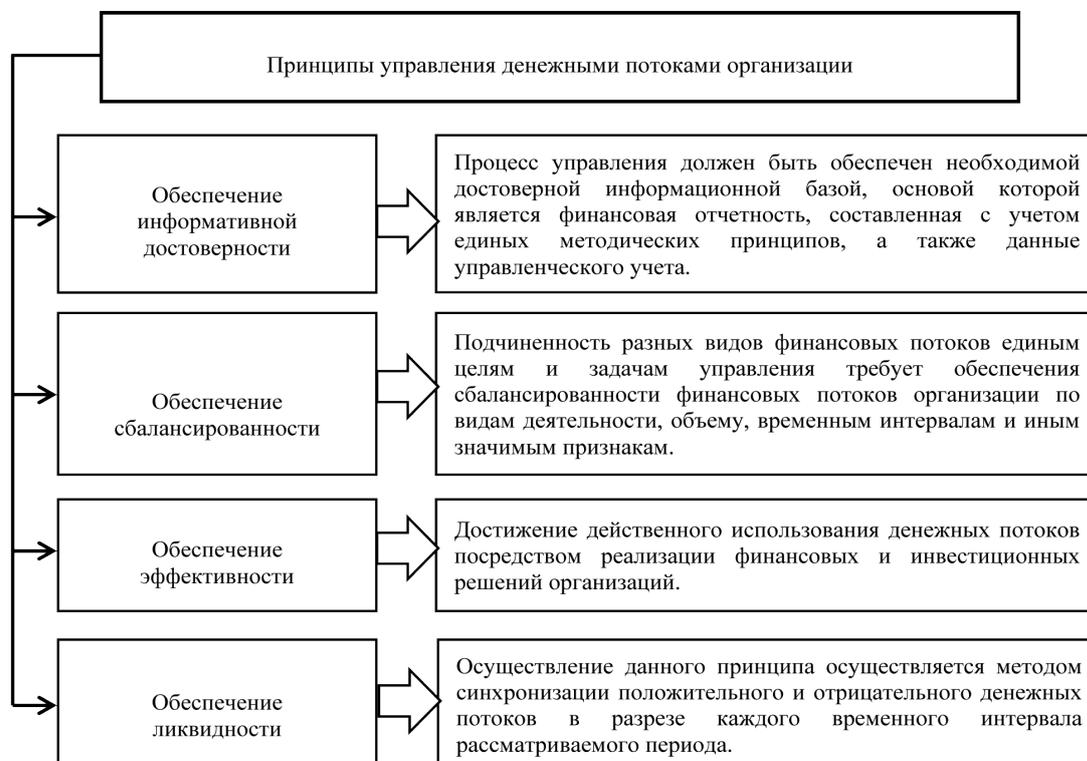 Принципы управления денежными потоками организации
Обеспечение
информативной
достоверности
Процесс управления должен быть обеспечен необходимой
достоверной информационной базой, основой которой
является финансовая отчетность, составленная с учетом
единых методических принципов, а также данные
управленческого учета.
Обеспечение
сбалансированности
Подчиненность разных видов финансовых потоков единым
целям и задачам управления требует обеспечения
сбалансированности финансовых потоков организации по
видам деятельности, объему, временным интервалам и иным
значимым признакам.
Обеспечение
эффективности
Достижение действенного использования денежных потоков
посредством реализации финансовых и инвестиционных
решений организаций.
Обеспечение
ликвидности
Осуществление данного принципа осуществляется методом
синхронизации положительного и отрицательного денежных
потоков в разрезе каждого временного интервала
рассматриваемого периода.